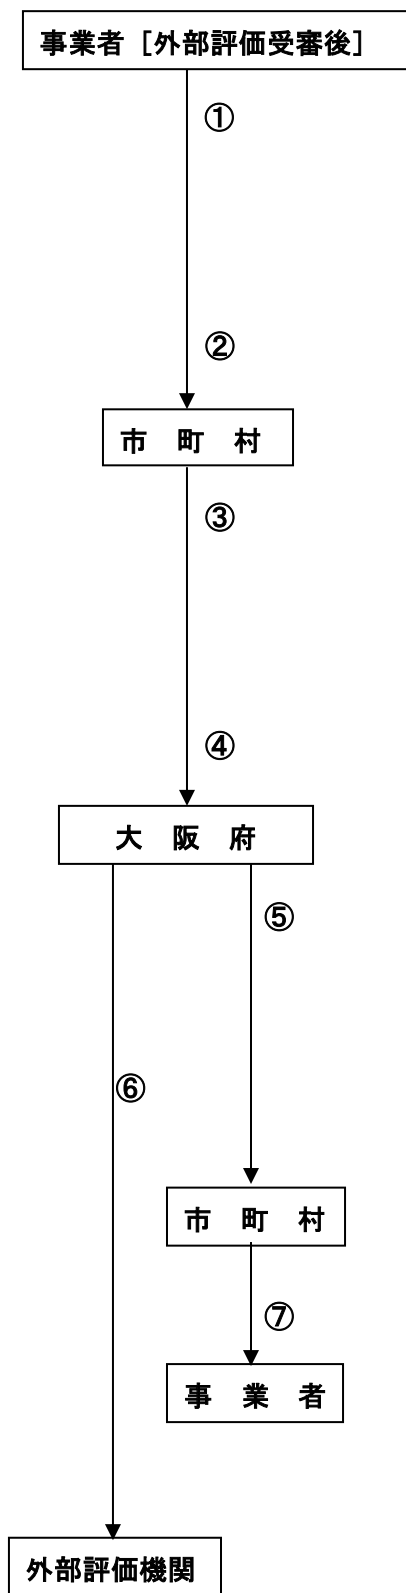 事業者［外部評価受審後］
①
②
市　町　村
③
④
大　阪　府
⑤
⑥
市　町　村
⑦
事　業　者
外部評価機関